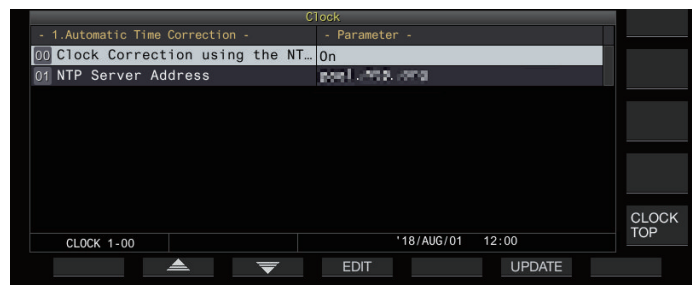 Clock
- 1.Automatic Time Correction - - Parameter -
00 Clock Correction using the NT… On
01 NTP Server Address
CLOCK TOP
CLOCK 1-00 '18/AUG/01 12:00
EDIT UPDATE